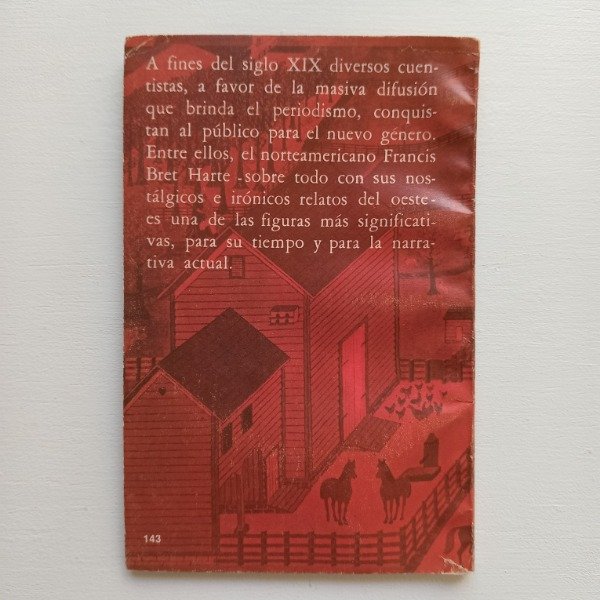 A fines del siglo XIX diversos cuen-
tistas, a favor de la masiva difusión
que brinda el periodismo, conquis-
tan al público para el nuevo género.
Entre ellos, el norteamericano Francis
Bret Harte -sobre todo con sus nos-
tálgicos e irónicos relatos del oeste-
es una de las figuras más significati-
vas, para su tiempo y para la narra-
tiva actual.
143